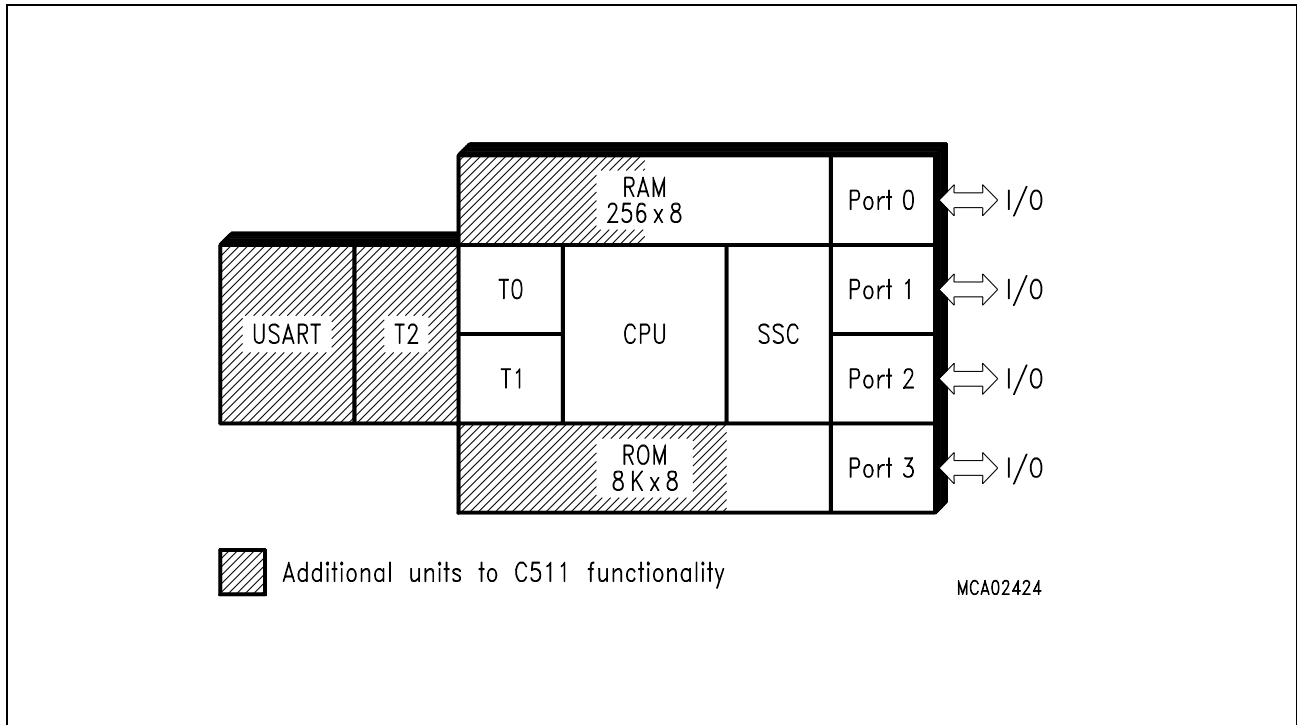 RAM
256 x 8
Port 0
I/O
USART
T2
T0
T1
CPU
SSC
Port 1
I/O
Port 2
I/O
ROM
8 K x 8
Port 3
I/O
Additional units to C511 functionality
MCA02424